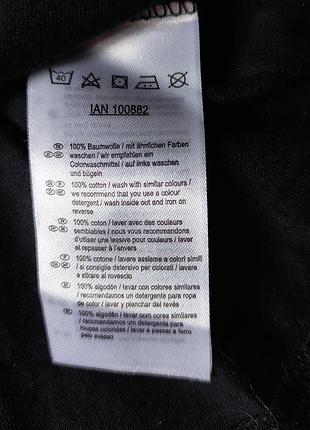 40
IAN 100882
100% Baumwolle / mit ähnlichen Farben
waschen / wir empfehlen ein
Colorwaschmittel / auf links waschen
und bügeln
100% cotton / wash with similar colours /
we recommend that you use a colour
detergent / wash inside out and iron on
reverse
100% coton / laver avec des couleurs
semblables / nous vous recommandons
d'utiliser une lessive pour couleurs / laver
et repasser à l'envers
100% cotone / lavare assieme a colori simili
/ si consiglia detersivo per colorati / lavare
e stirare al rovescio
100% algodón / lavar con colores similares
/ recomendamos un detergente para ropa
de color / lavar y planchar del revés
100% algodão / lavar com cores similares
/ recomendamos um detergente para
roupas coloridas / lavar e passar a ferro
pelo avesso